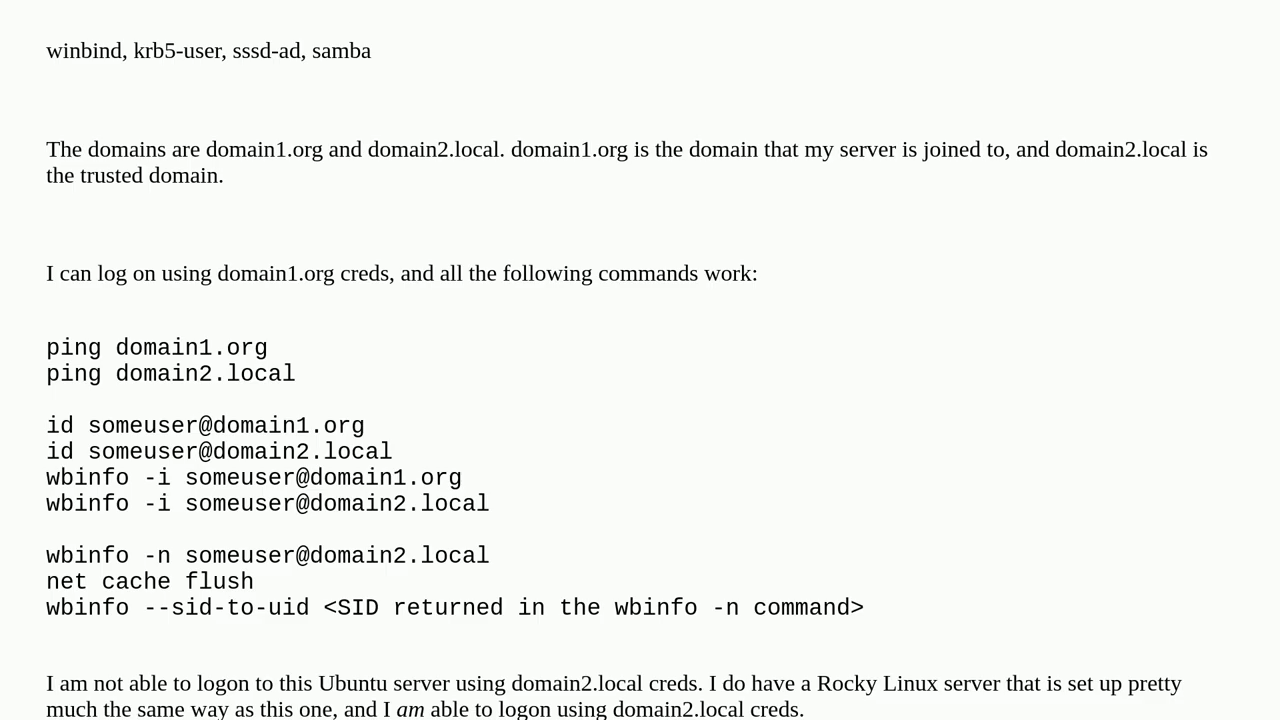 winbind, krb5-user, sssd-ad, samba
The domains are domain1.org and domain2.local. domain1.org is the domain that my server is joined to, and domain2.local is
the trusted domain.
I can log on using domain1.org creds, and all the following commands work:
ping domain1.org
ping domain2.local
id someuser@domain1.org
id someuser@domain2.local
wbinfo -i someuser@domain1.org
wbinfo -i someuser@domain2.local
wbinfo -n someuser@domain2.local
net cache flush
wbinfo --sid-to-uid <SID returned in the wbinfo -n command>
I am not able to logon to this Ubuntu server using domain2.local creds. I do have a Rocky Linux server that is set up pretty
much the same way as this one, and I am able to logon using domain2.local creds.